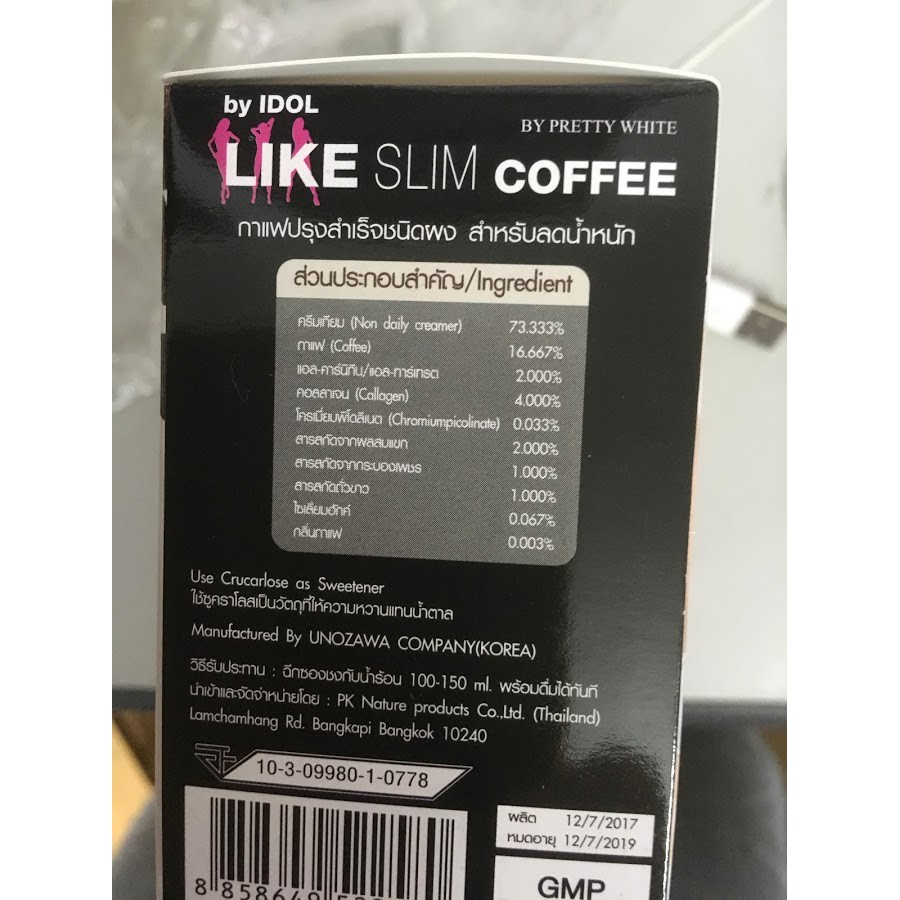 by IDOL
BY PRETTY WHITE
LIKE SLIM COFFEE
กาแฟปรุงสำเร็จชนิดผง สำหรับลดน้ำหนัก
ส่วนประกอบสำคัญ/Ingredient
ครีมเทียม (Non daily creamer) 73.333%
กาแฟ (Coffee) 16.667%
แอล-คาร์นิทีน/แอล-ทาร์เทรต 2.000%
คอลลาเจน (Callagen) 4.000%
โครเมี่ยมพิโคลิเนต (Chromiumpicolinate) 0.033%
สารสกัดจากผลสมแขก 2.000%
สารสกัดจากกระบองเพชร 1.000%
สารสกัดถั่วขาว 1.000%
ไซเลียมฮักค์ 0.067%
กลิ่นกาแฟ 0.003%
Use Crucarlose as Sweetener
ใช้ซูคราโลสเป็นวัตถุที่ให้ความหวานแทนน้ำตาล
Manufactured By UNOZAWA COMPANY(KOREA)
วิธีรับประทาน : ฉีกซองชงกับน้ำร้อน 100-150 ml. พร้อมดื่มได้ทันที
นำเข้าและจัดจำหน่ายโดย : PK Nature products Co.,Ltd. (Thailand)
Lamchamhang Rd. Bangkapi Bangkok 10240
10-3-09980-1-0778
ผลิต 12/7/2017
หมดอายุ 12/7/2019
GMP